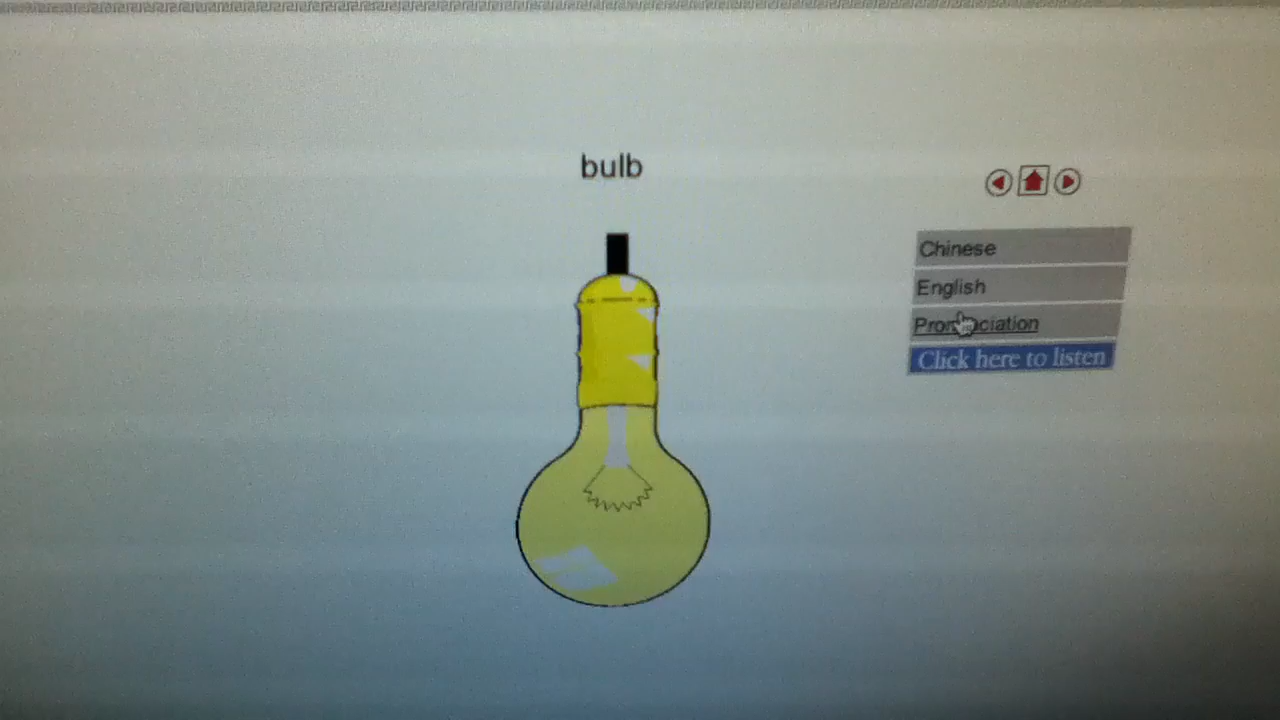 bulb
Chinese
English
Pronunciation
Click here to listen